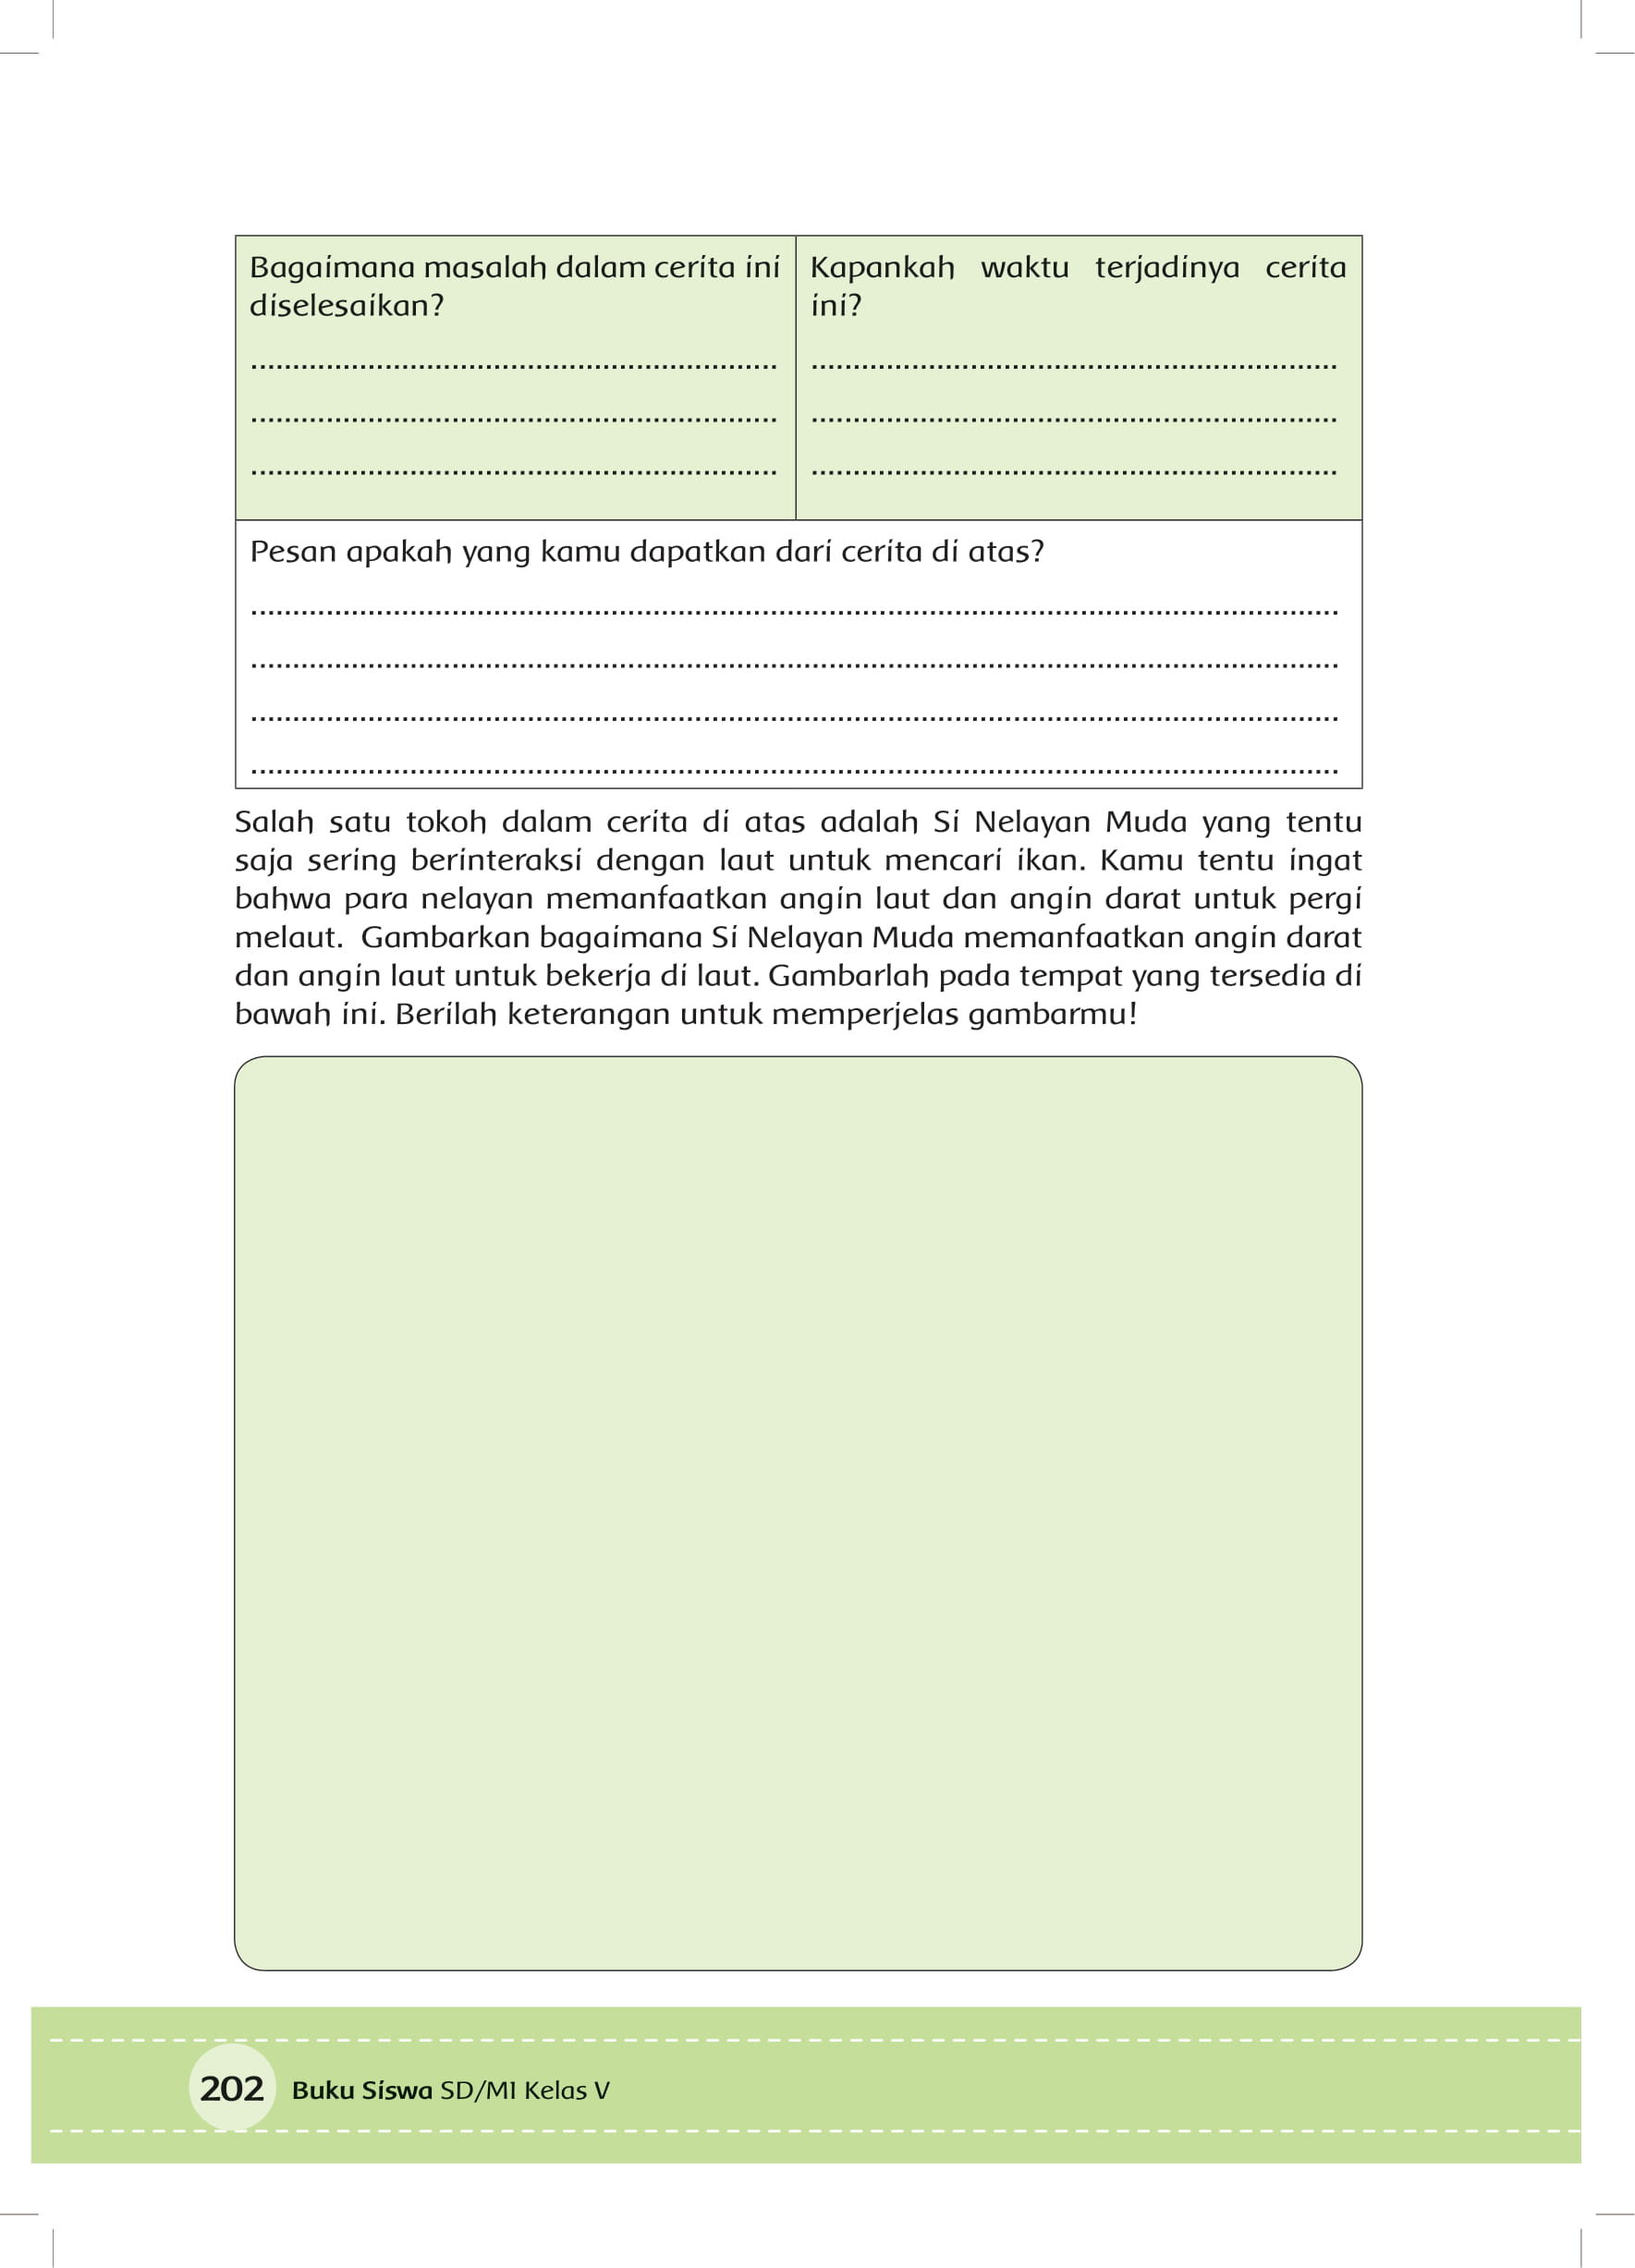 Bagaimana masalah dalam cerita ini
diselesaikan?
..............................................................
..............................................................
..............................................................
Kapankah waktu terjadinya cerita
ini?
..............................................................
..............................................................
..............................................................
Pesan apakah yang kamu dapatkan dari cerita di atas?
................................................................................................................................
................................................................................................................................
................................................................................................................................
................................................................................................................................
Salah satu tokoh dalam cerita di atas adalah Si Nelayan Muda yang tentu
saja sering berinteraksi dengan laut untuk mencari ikan. Kamu tentu ingat
bahwa para nelayan memanfaatkan angin laut dan angin darat untuk pergi
melaut. Gambarkan bagaimana Si Nelayan Muda memanfaatkan angin darat
dan angin laut untuk bekerja di laut. Gambarlah pada tempat yang tersedia di
bawah ini. Berilah keterangan untuk memperjelas gambarmu!
202 Buku Siswa SD/MI Kelas V